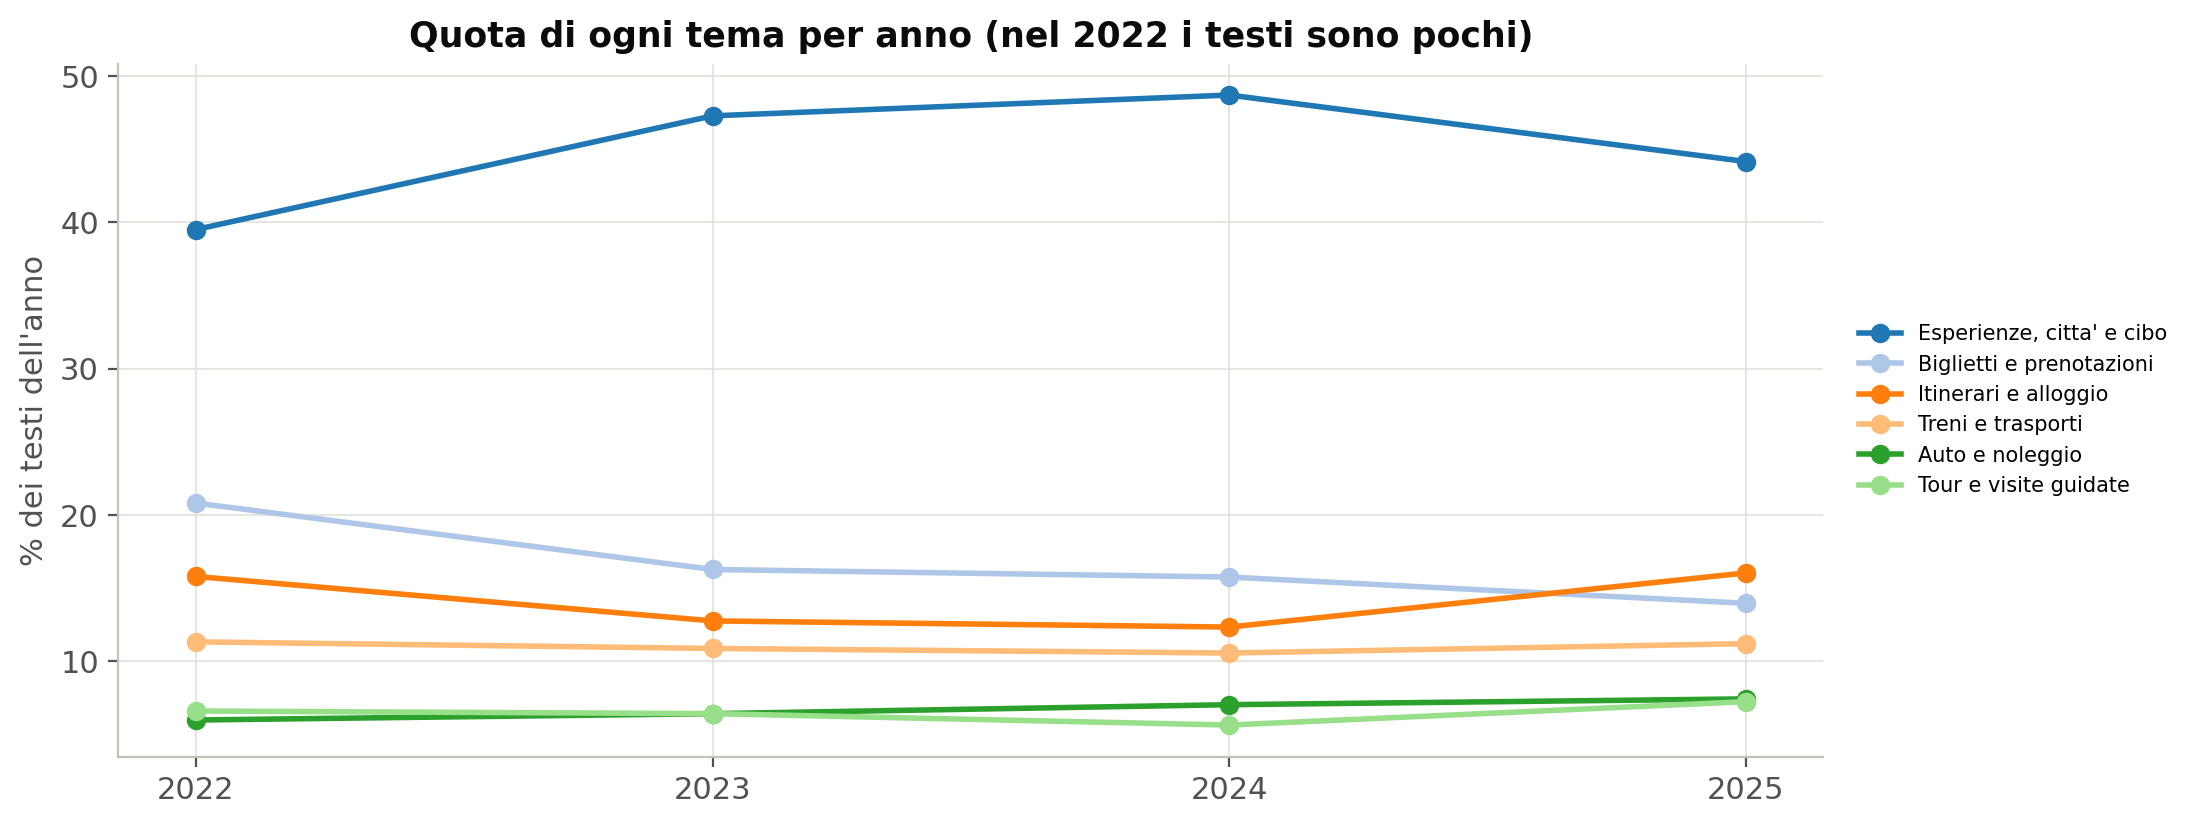 Quota di ogni tema per anno (nel 2022 i testi sono pochi)
% dei testi dell'anno
50
40
30
20
10
2022
2023
2024
2025
Esperienze, citta' e cibo
Biglietti e prenotazioni
Itinerari e alloggio
Treni e trasporti
Auto e noleggio
Tour e visite guidate